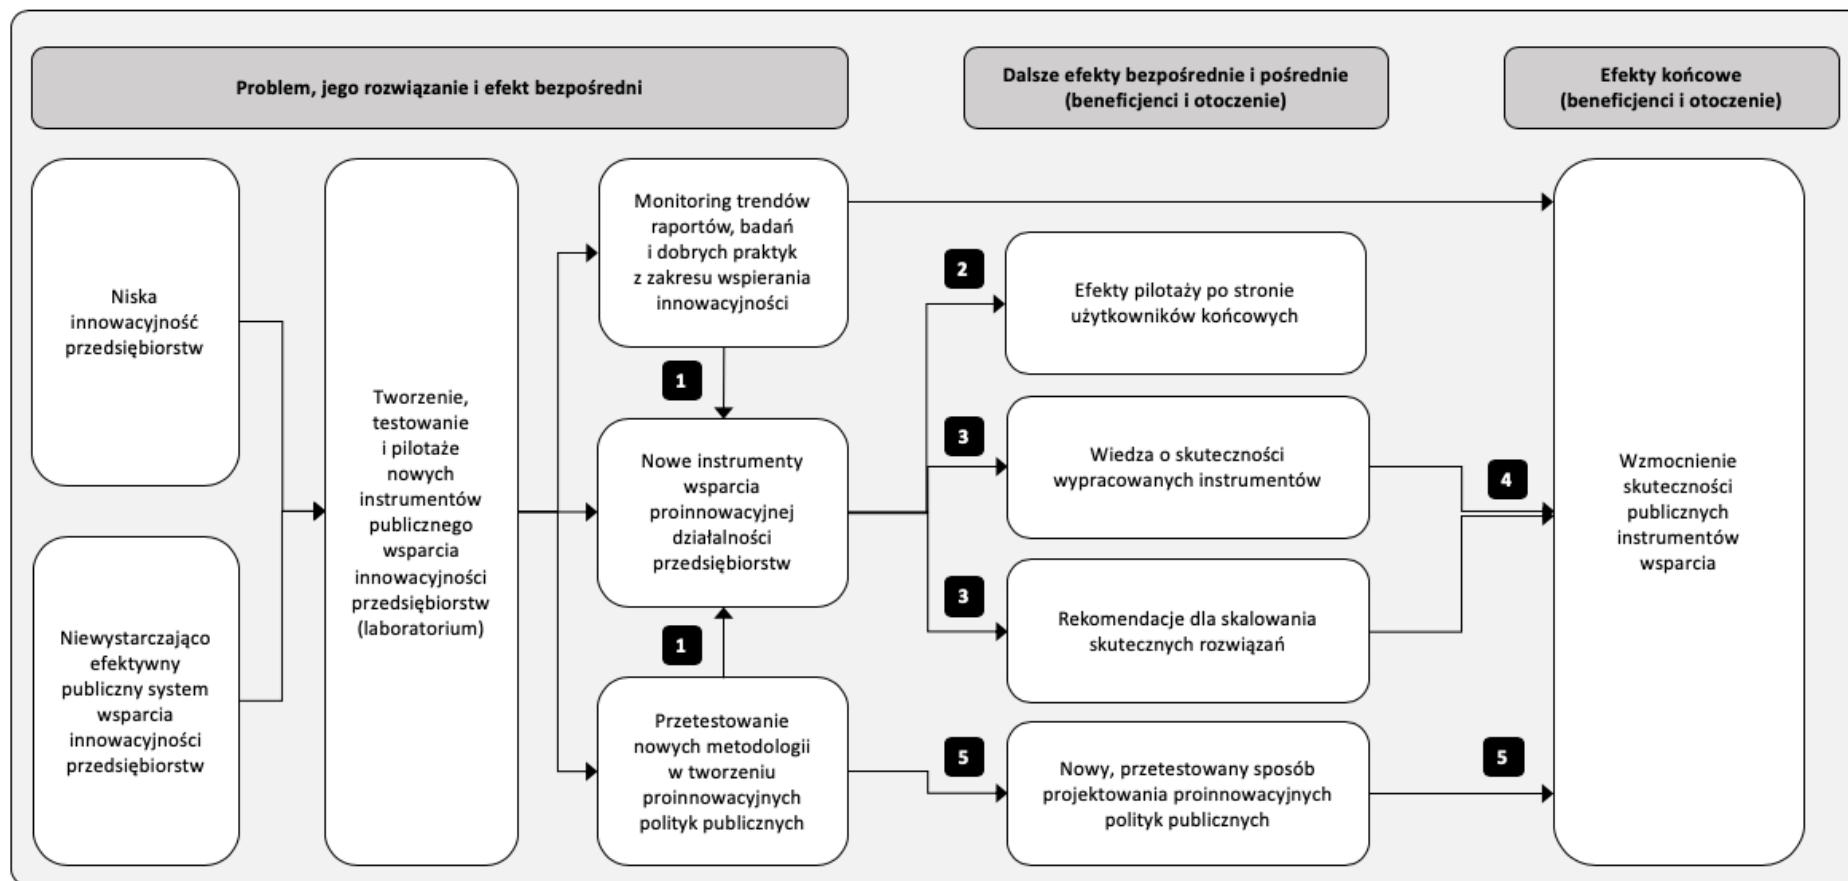 Problem, jego rozwiązanie i efekt bezpośredni
Dalsze efekty bezpośrednie i pośrednie
(beneficjenci i otoczenie)
Efekty końcowe
(beneficjenci i otoczenie)
Niska
innowacyjność
przedsiębiorstw
Niewystarczająco
efektywny
publiczny system
wsparcia
innowacyjności
przedsiębiorstw
Tworzenie,
testowanie
i pilotaże
nowych
instrumentów
publicznego
wsparcia
innowacyjności
przedsiębiorstw
(laboratorium)
Monitoring trendów
raportów, badań
i dobrych praktyk
z zakresu wspierania
innowacyjności
1
Nowe instrumenty
wsparcia
proinnowacyjnej
działalności
przedsiębiorstw
1
Przetestowanie
nowych metodologii
w tworzeniu
proinnowacyjnych
polityk publicznych
2
Efekty pilotaży po stronie
użytkowników końcowych
3
Wiedza o skuteczności
wypracowanych instrumentów
3
Rekomendacje dla skalowania
skutecznych rozwiązań
5
Nowy, przetestowany sposób
projektowania proinnowacyjnych
polityk publicznych
4
5
Wzmocnienie
skuteczności
publicznych
instrumentów
wsparcia